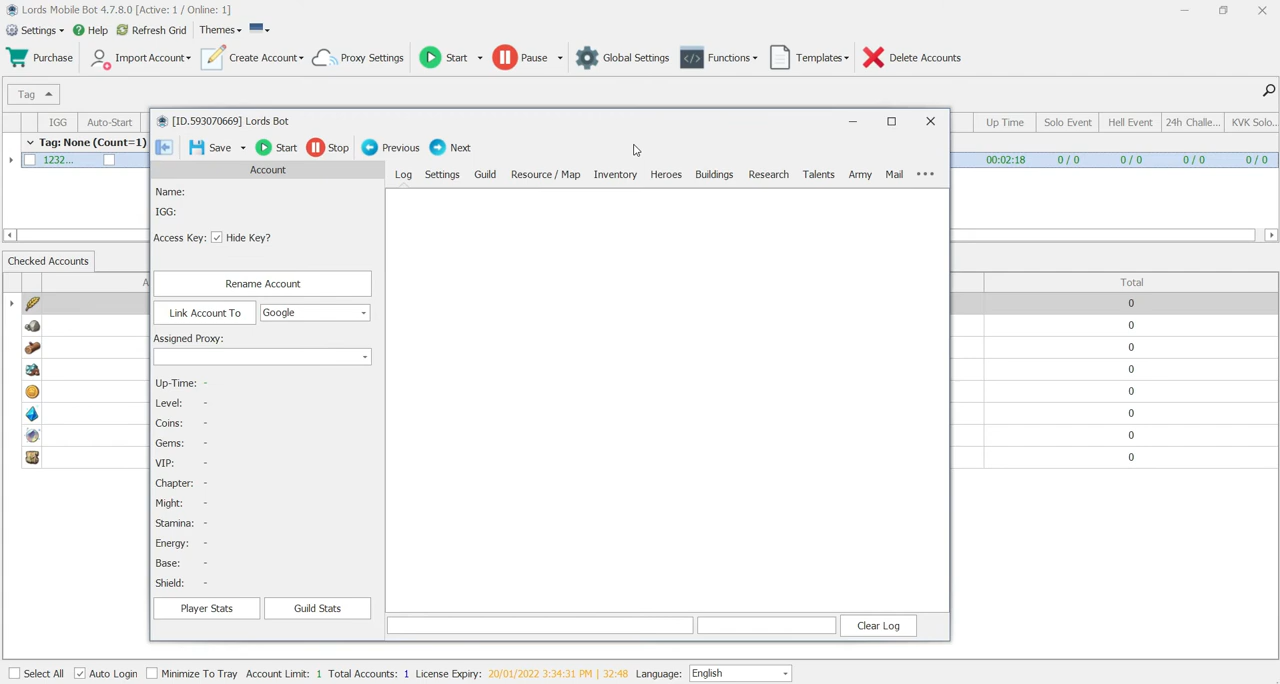 Lords Mobile Bot 4.7.8.0 [Active: 1 / Online: 1]
Settings Help Refresh Grid Themes
Purchase Import Account Create Account Proxy Settings Start Pause Global Settings Functions Templates Delete Accounts
Tag
IGG Auto-Start Up Time Solo Event Hell Event 24h Challe... KVK Solo...
Tag: None (Count=1)
1232... 00:02:18 0 / 0 0 / 0 0 / 0 0 / 0
[ID.593070669] Lords Bot
Save Start Stop Previous Next
Account
Log Settings Guild Resource / Map Inventory Heroes Buildings Research Talents Army Mail
Name:
IGG:
Access Key: Hide Key?
Rename Account
Link Account To Google
Assigned Proxy:
Up-Time: -
Level: -
Coins: -
Gems: -
VIP: -
Chapter: -
Might: -
Stamina: -
Energy: -
Base: -
Shield: -
Player Stats Guild Stats
Clear Log
Checked Accounts
A Total
0
0
0
0
0
0
0
0
Select All Auto Login Minimize To Tray Account Limit: 1 Total Accounts: 1 License Expiry: 20/01/2022 3:34:31 PM | 32:48 Language: English